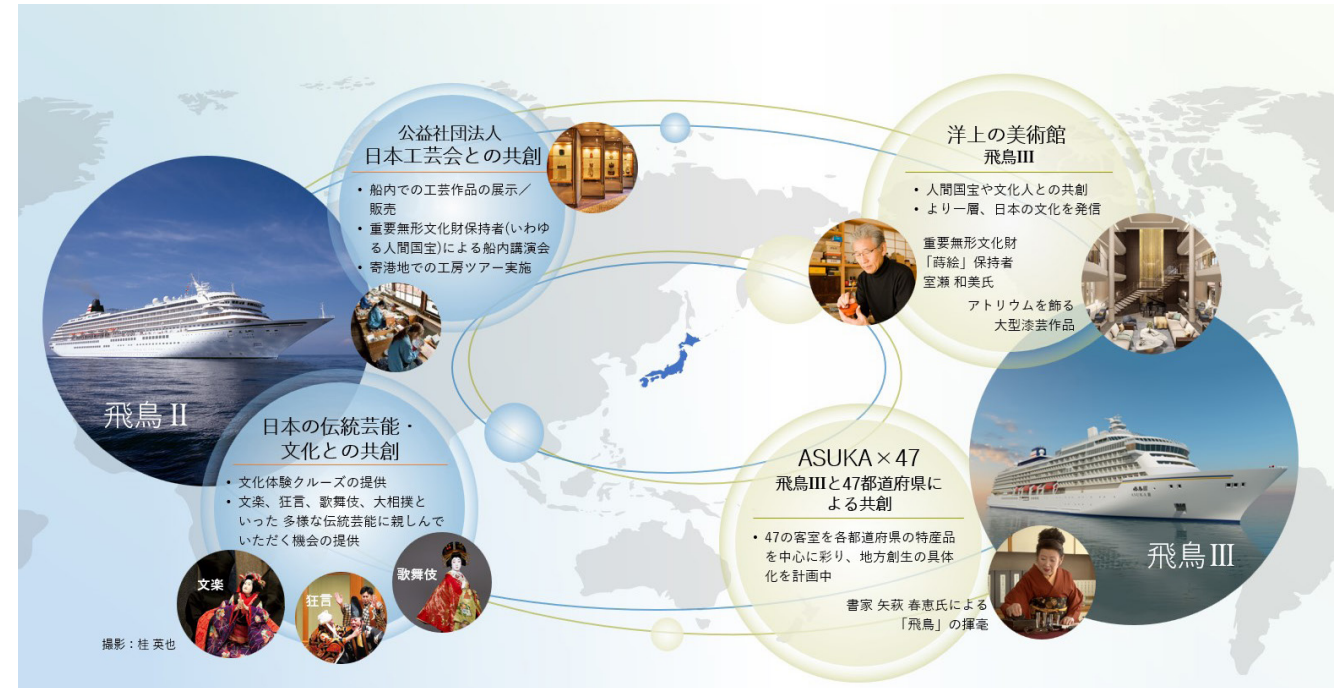 公益社団法人
日本工芸会との共創
• 船内での工芸作品の展示／
販売
• 重要無形文化財保持者(いわゆ
る人間国宝)による船内講演会
• 寄港地での工房ツアー実施
飛鳥Ⅱ
日本の伝統芸能・
文化との共創
• 文化体験クルーズの提供
• 文楽、狂言、歌舞伎、大相撲と
いった 多様な伝統芸能に親しんで
いただく機会の提供
文楽
狂言
歌舞伎
撮影：桂 英也
洋上の美術館
飛鳥Ⅲ
• 人間国宝や文化人との共創
• より一層、日本の文化を発信
重要無形文化財
「蒔絵」保持者
室瀬 和美氏
アトリウムを飾る
大型漆芸作品
ASUKA×47
飛鳥Ⅲと47都道府県に
よる共創
• 47の客室を各都道府県の特産品
を中心に彩り、地方創生の具体
化を計画中
書家 矢萩 春恵氏による
「飛鳥」の揮毫
飛鳥Ⅲ